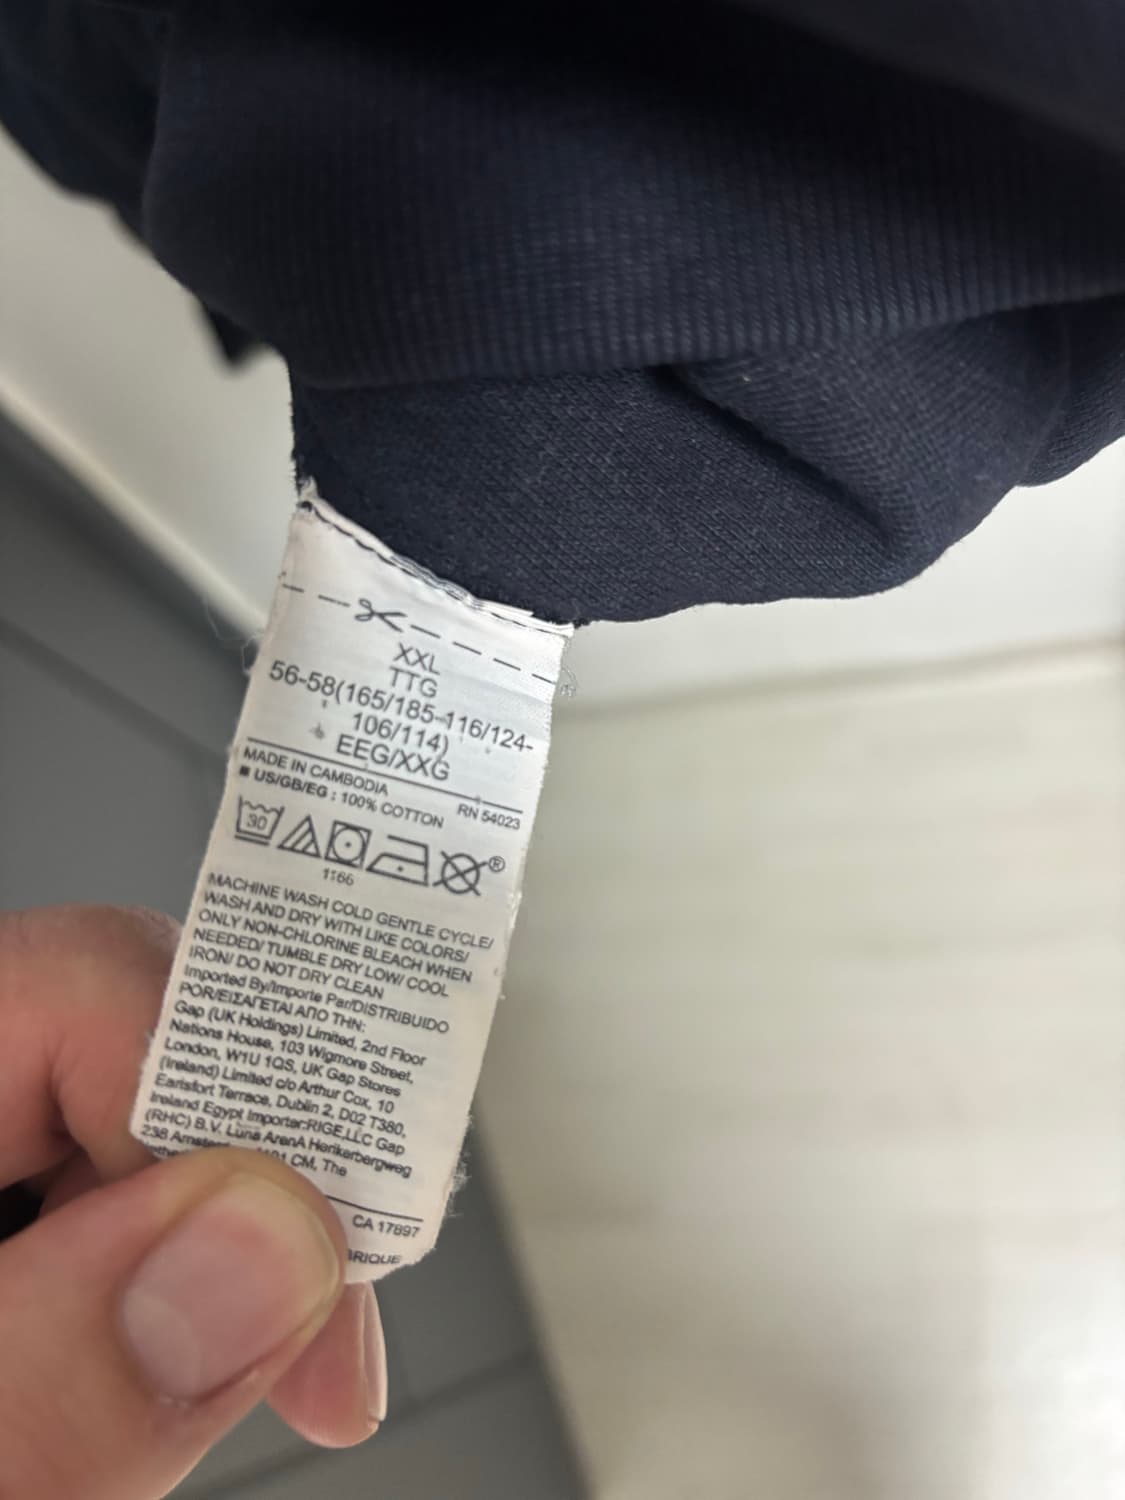 XXL
TTG
56-58(165/185-116/124-
106/114)
EEG/XXG
MADE IN CAMBODIA
RN 54023
■ US/GB/EG : 100% COTTON
30
®
1166
MACHINE WASH COLD GENTLE CYCLE/
WASH AND DRY WITH LIKE COLORS/
ONLY NON-CHLORINE BLEACH WHEN
NEEDED/ TUMBLE DRY LOW/ COOL
IRON/ DO NOT DRY CLEAN
Imported By/Importe Par/DISTRIBUIDO
POR/ΕΙΣΑΓΕΤΑΙ ΑΠΟ ΤΗΝ:
Gap (UK Holdings) Limited, 2nd Floor
Nations House, 103 Wigmore Street,
London, W1U 1QS, UK Gap Stores
(Ireland) Limited c/o Arthur Cox, 10
Earlsfort Terrace, Dublin 2, D02 T380,
Ireland Egypt Importer:RIGE,LLC Gap
(RHC) B.V. Luna ArenA Herikerbergweg
238 CM, The
CA 17897